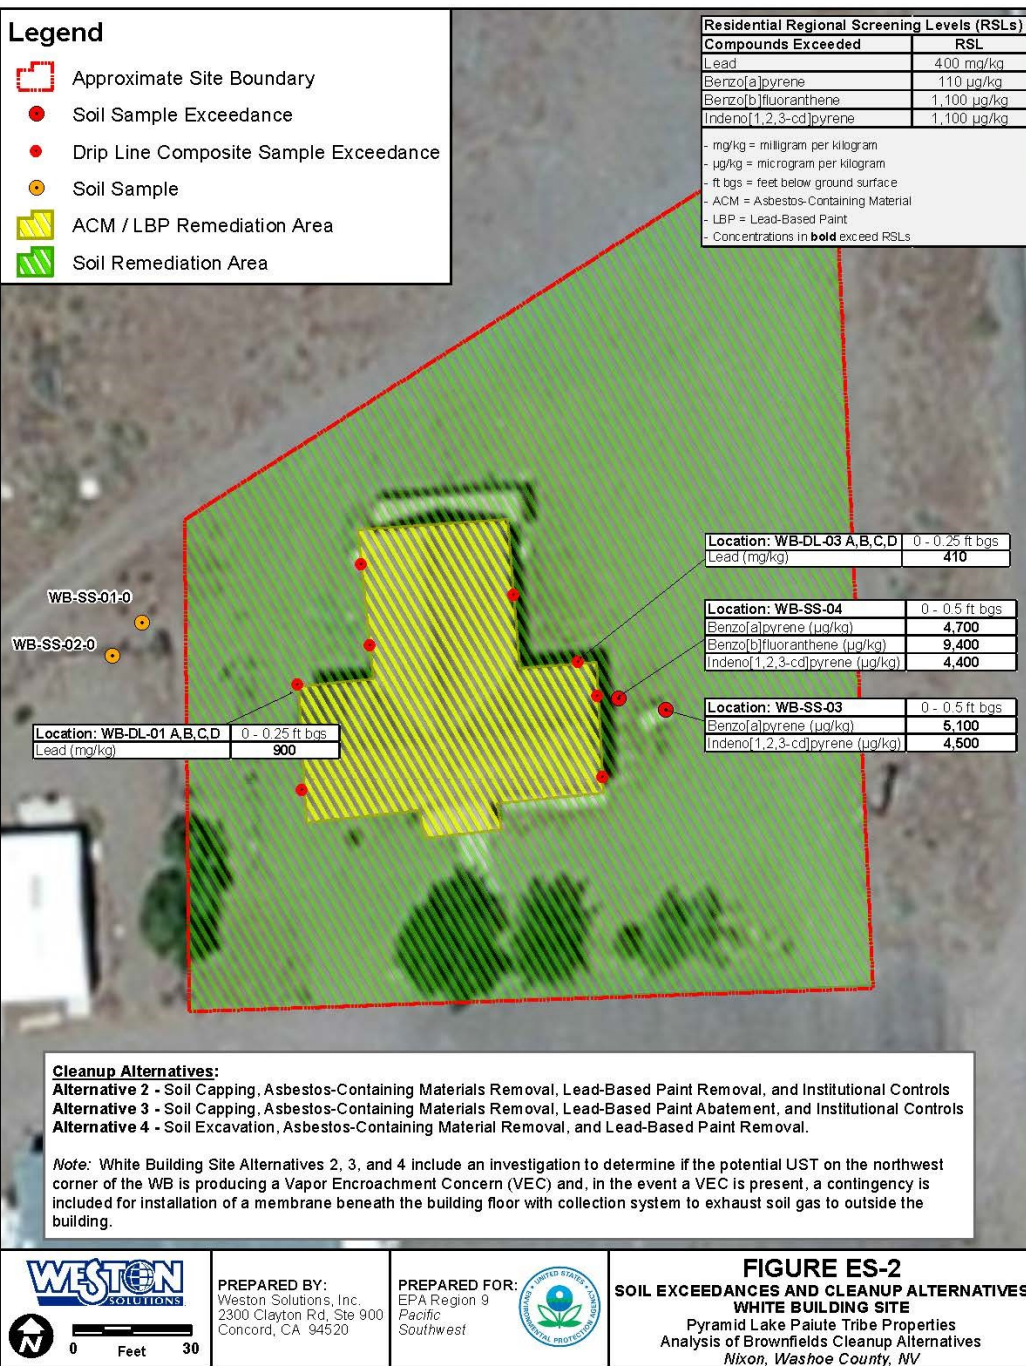 Legend
Approximate Site Boundary
Soil Sample Exceedance
Drip Line Composite Sample Exceedance
Soil Sample
ACM / LBP Remediation Area
Soil Remediation Area
Residential Regional Screening Levels (RSLs)
Compounds Exceeded RSL
Lead 400 mg/kg
Benzo[a]pyrene 110 µg/kg
Benzo[b]fluoranthene 1,100 µg/kg
Indeno[1,2,3-cd]pyrene 1,100 µg/kg
- mg/kg = milligram per kilogram
- µg/kg = microgram per kilogram
- ft bgs = feet below ground surface
- ACM = Asbestos-Containing Material
- LBP = Lead-Based Paint
- Concentrations in bold exceed RSLs
Location: WB-DL-03 A,B,C,D 0 - 0.25 ft bgs
Lead (mg/kg) 410
WB-SS-01-0
WB-SS-02-0
Location: WB-SS-04 0 - 0.5 ft bgs
Benzo[a]pyrene (µg/kg) 4,700
Benzo[b]fluoranthene (µg/kg) 9,400
Indeno[1,2,3-cd]pyrene (µg/kg) 4,400
Location: WB-SS-03 0 - 0.5 ft bgs
Benzo[a]pyrene (µg/kg) 5,100
Indeno[1,2,3-cd]pyrene (µg/kg) 4,500
Location: WB-DL-01 A,B,C,D 0 - 0.25 ft bgs
Lead (mg/kg) 900
Cleanup Alternatives:
Alternative 2 - Soil Capping, Asbestos-Containing Materials Removal, Lead-Based Paint Removal, and Institutional Controls
Alternative 3 - Soil Capping, Asbestos-Containing Materials Removal, Lead-Based Paint Abatement, and Institutional Controls
Alternative 4 - Soil Excavation, Asbestos-Containing Material Removal, and Lead-Based Paint Removal.
Note: White Building Site Alternatives 2, 3, and 4 include an investigation to determine if the potential UST on the northwest
corner of the WB is producing a Vapor Encroachment Concern (VEC) and, in the event a VEC is present, a contingency is
included for installation of a membrane beneath the building floor with collection system to exhaust soil gas to outside the
building.
WESTON
SOLUTIONS
N
0 Feet 30
PREPARED BY:
Weston Solutions, Inc.
2300 Clayton Rd, Ste 900
Concord, CA 94520
PREPARED FOR:
EPA Region 9
Pacific
Southwest
UNITED STATES
ENVIRONMENTAL PROTECTION AGENCY
FIGURE ES-2
SOIL EXCEEDANCES AND CLEANUP ALTERNATIVES
WHITE BUILDING SITE
Pyramid Lake Paiute Tribe Properties
Analysis of Brownfields Cleanup Alternatives
Nixon, Washoe County, NV